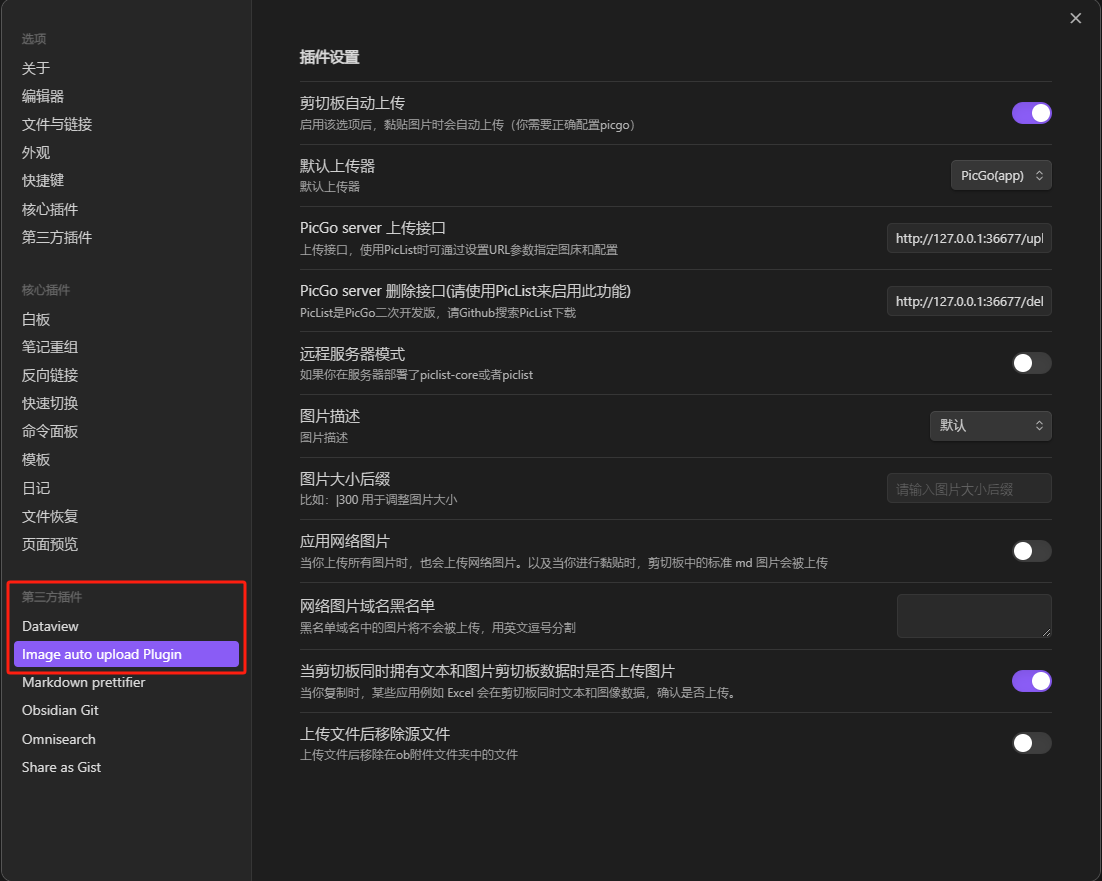 选项
关于
编辑器
文件与链接
外观
快捷键
核心插件
第三方插件
核心插件
白板
笔记重组
反向链接
快速切换
命令面板
模板
日记
文件恢复
页面预览
第三方插件
Dataview
Image auto upload Plugin
Markdown prettifier
Obsidian Git
Omnisearch
Share as Gist
插件设置
剪切板自动上传
启用该选项后，黏贴图片时会自动上传（你需要正确配置picgo）
默认上传器
默认上传器
PicGo(app)
PicGo server 上传接口
上传接口，使用PicList时可通过设置URL参数指定图床和配置
http://127.0.0.1:36677/upl
PicGo server 删除接口(请使用PicList来启用此功能)
PicList是PicGo二次开发版，请Github搜索PicList下载
http://127.0.0.1:36677/del
远程服务器模式
如果你在服务器部署了piclist-core或者piclist
图片描述
图片描述
默认
图片大小后缀
比如：|300 用于调整图片大小
请输入图片大小后缀
应用网络图片
当你上传所有图片时，也会上传网络图片。以及当你进行黏贴时，剪切板中的标准 md 图片会被上传
网络图片域名黑名单
黑名单域名中的图片将不会被上传，用英文逗号分割
当剪切板同时拥有文本和图片剪切板数据时是否上传图片
当你复制时，某些应用例如 Excel 会在剪切板同时文本和图像数据，确认是否上传。
上传文件后移除源文件
上传文件后移除在ob附件文件夹中的文件